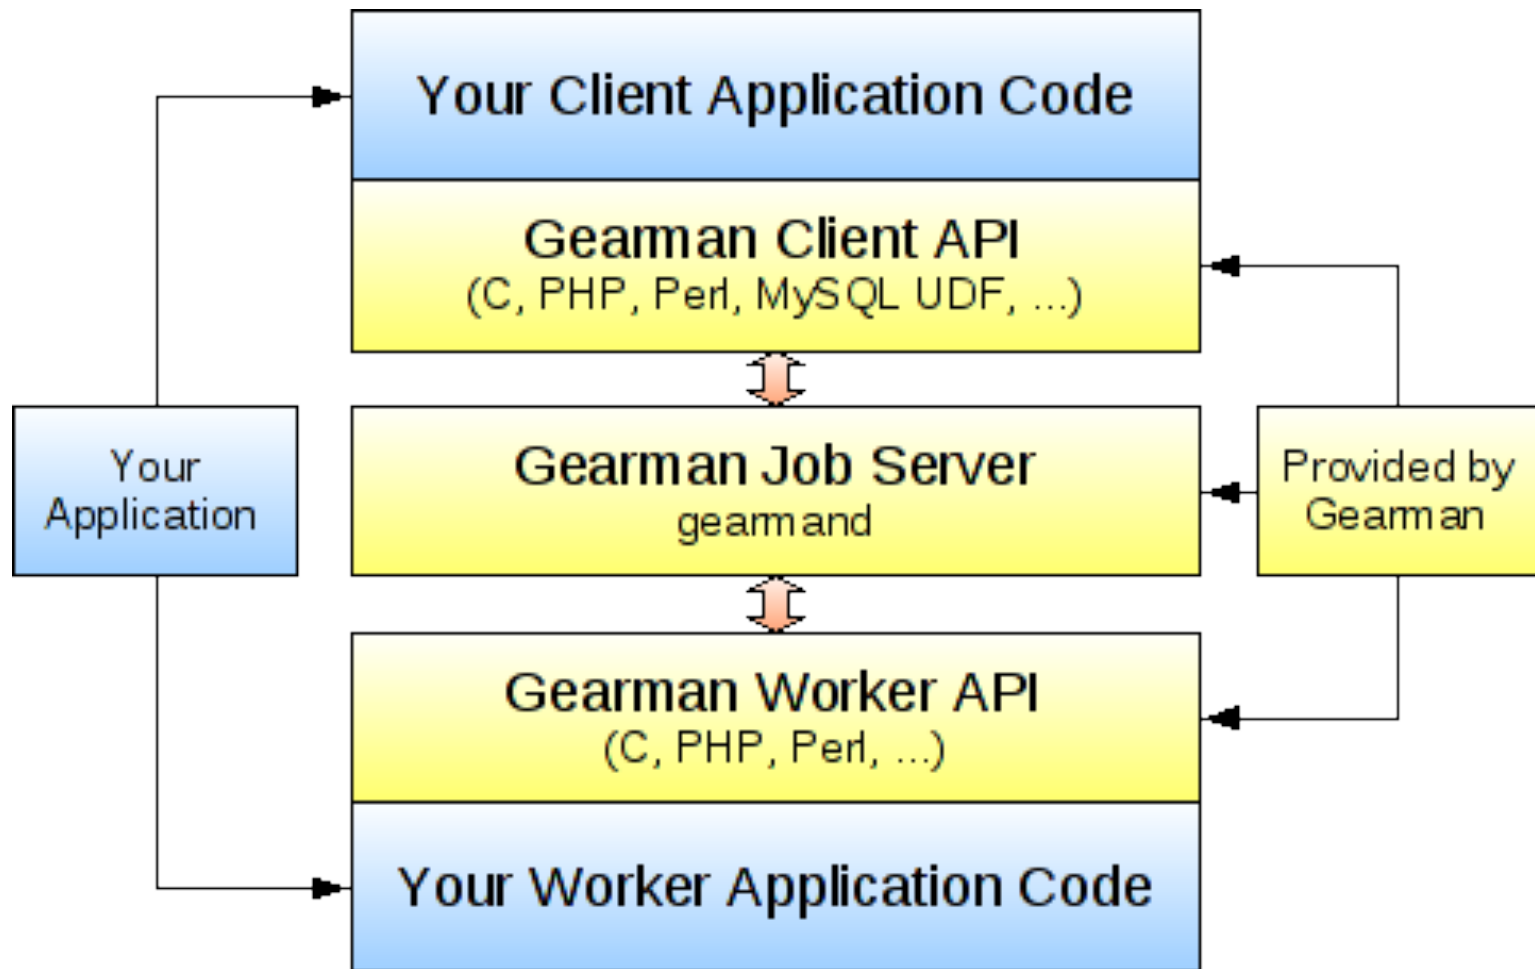 Your Client Application Code
Gearman Client API
(C, PHP, Perl, MySQL UDF, ...)
Your
Application
Gearman Job Server
gearmand
Provided by
Gearman
Gearman Worker API
(C, PHP, Perl, ...)
Your Worker Application Code